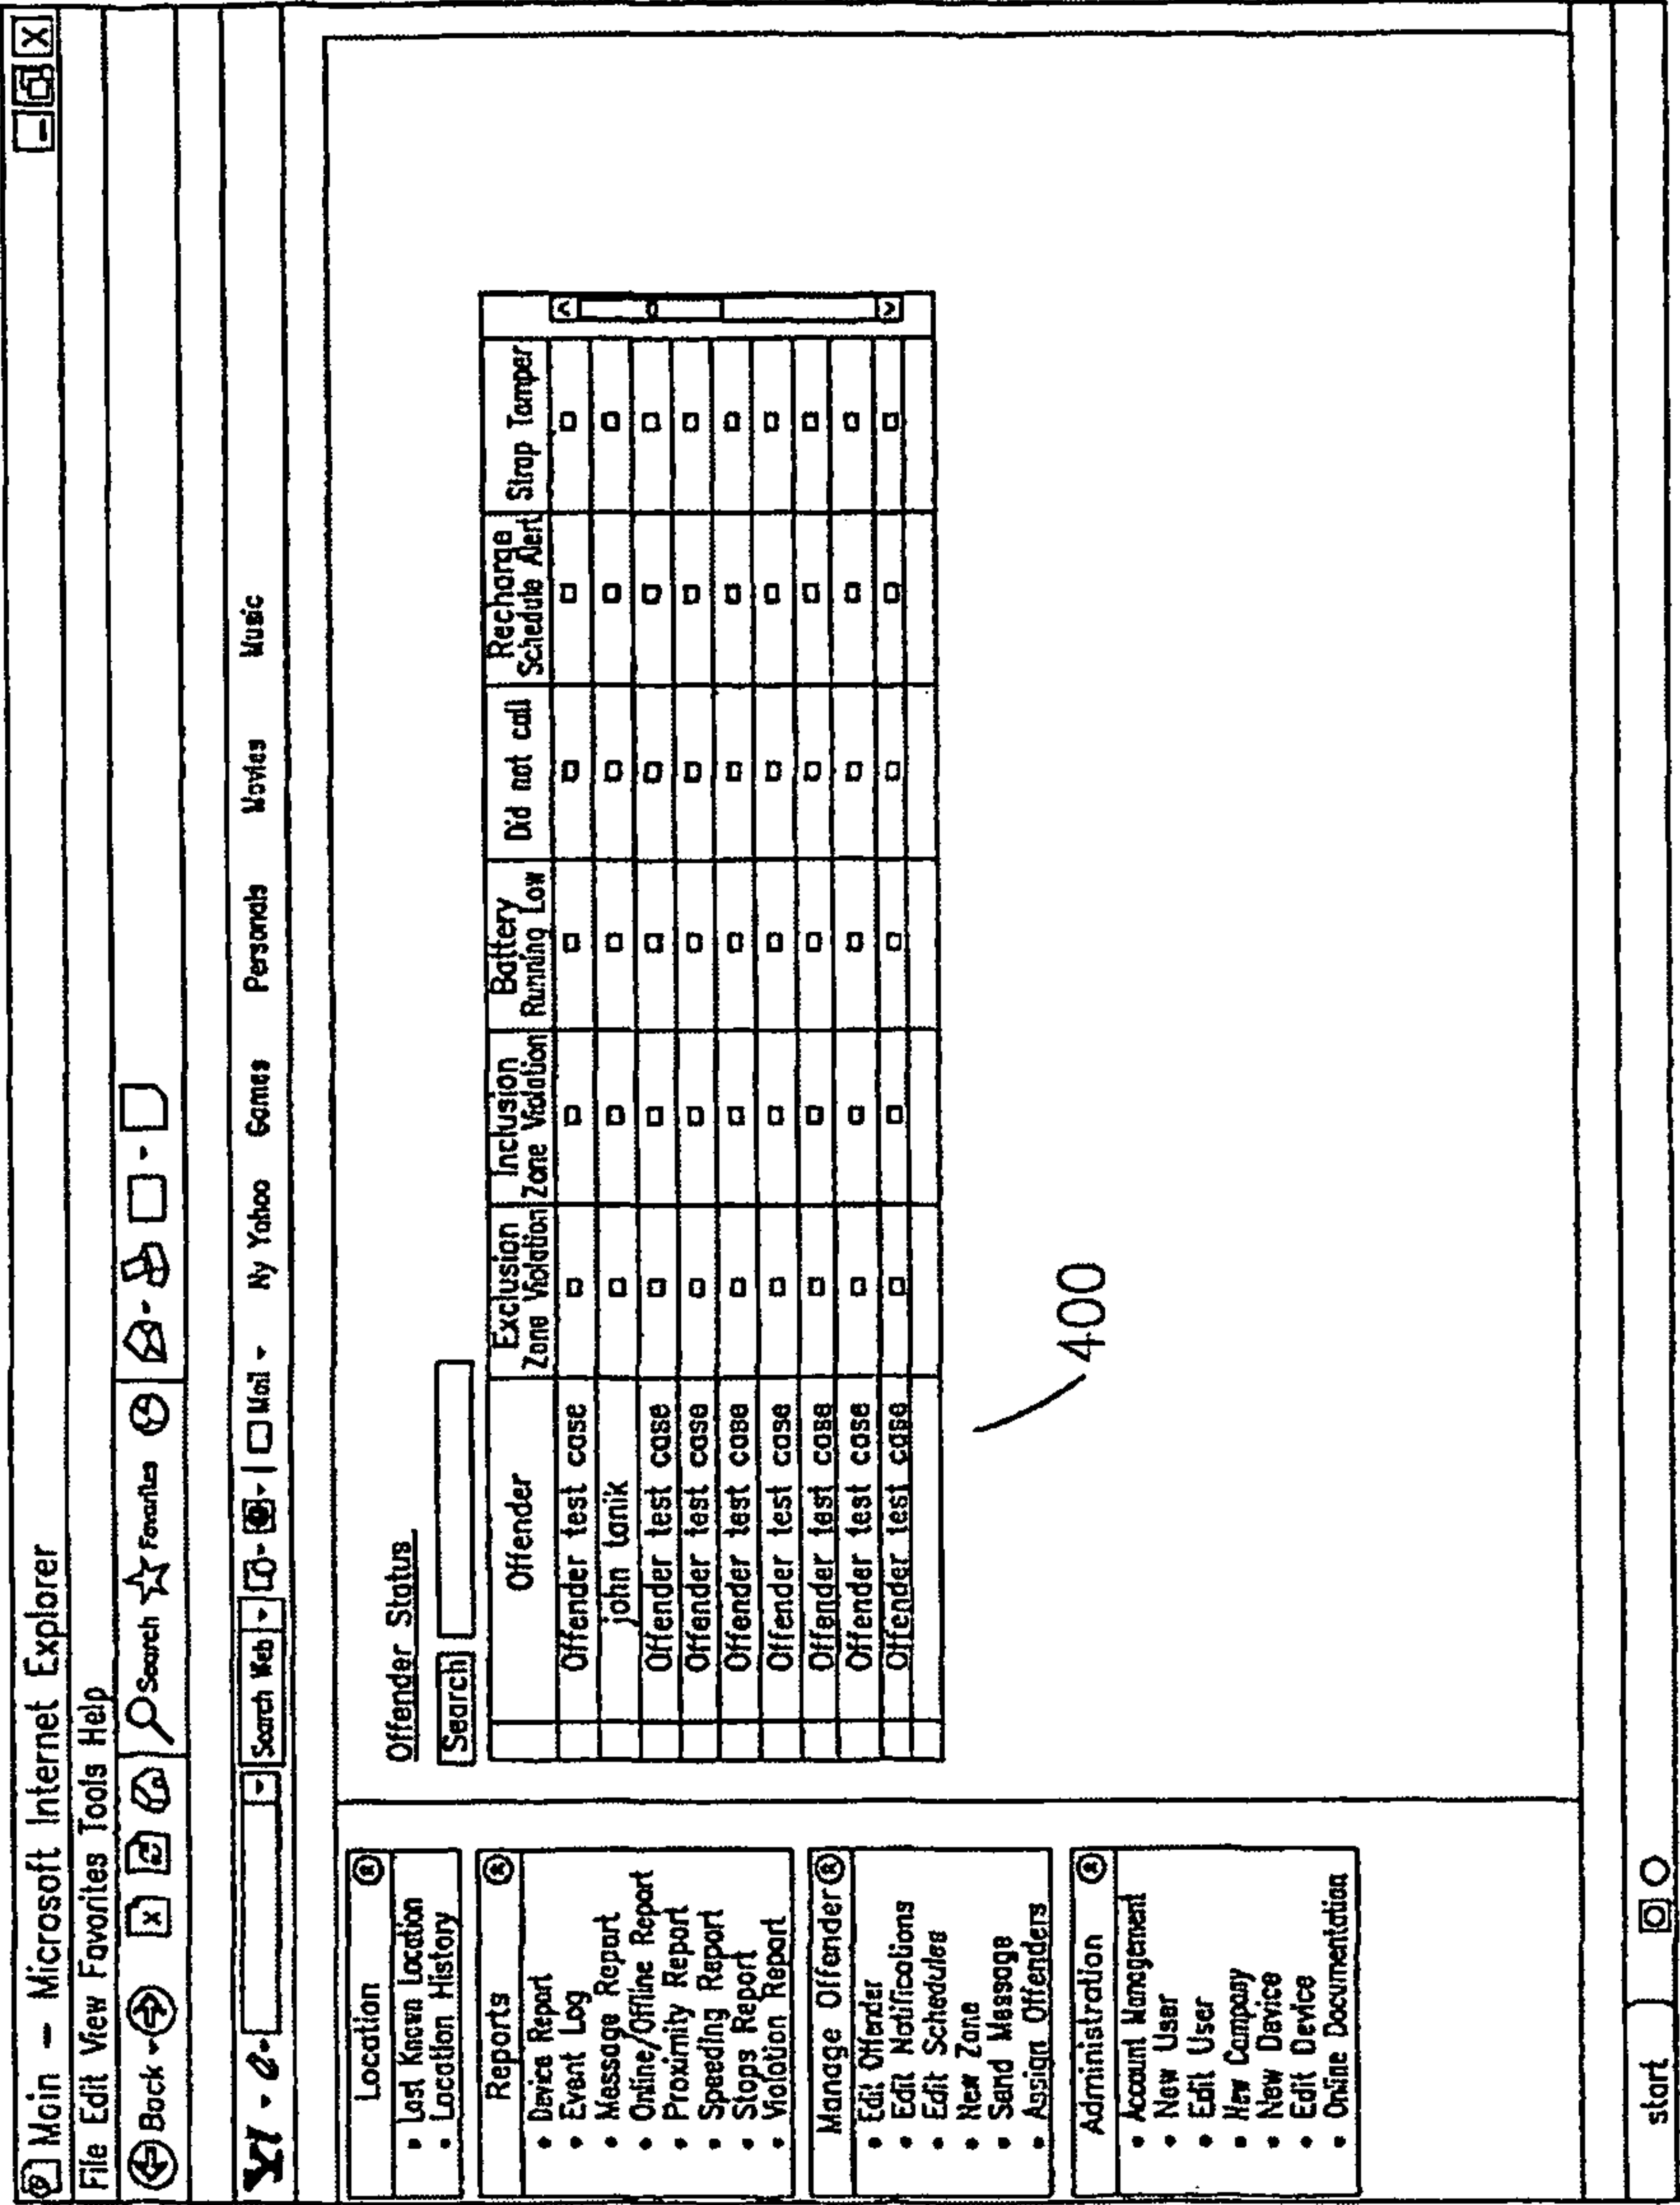 Main – Microsoft Internet Explorer
File Edit View Favorites Tools Help
Back Search Favorites
Y! Search Web Mail Ny Yahoo Games Personals Movies Music
Location
• Last Known Location
• Location History
Reports
• Device Report
• Event Log
• Message Report
• Online/Offline Report
• Proximity Report
• Speeding Report
• Stops Report
• Violation Report
Manage Offender
• Edit Offender
• Edit Notifications
• Edit Schedules
• New Zone
• Send Message
• Assign Offenders
Administration
• Account Management
• New User
• Edit User
• New Company
• New Device
• Edit Device
• Online Documentation
Offender Status
Search
Offender
Exclusion
Zone Violation
Inclusion
Zone Violation
Battery
Running Low
Did not call
Recharge
Schedule Alert
Strap Tamper
Offender test case
john tanik
Offender test case
Offender test case
Offender test case
Offender test case
Offender test case
Offender test case
Offender test case
400
start